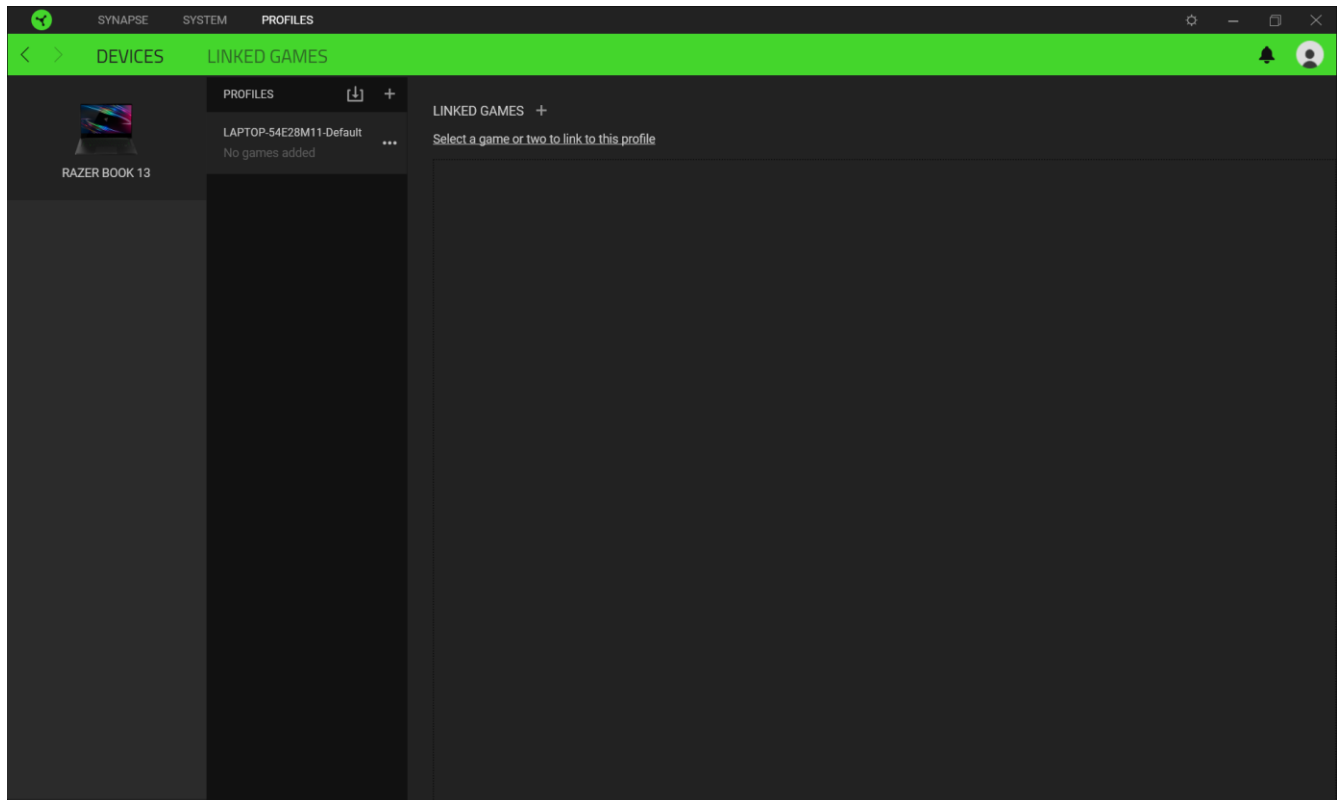 SYNAPSE SYSTEM PROFILES
DEVICES LINKED GAMES
RAZER BOOK 13
PROFILES
LAPTOP-54E28M11-Default
No games added
LINKED GAMES
Select a game or two to link to this profile